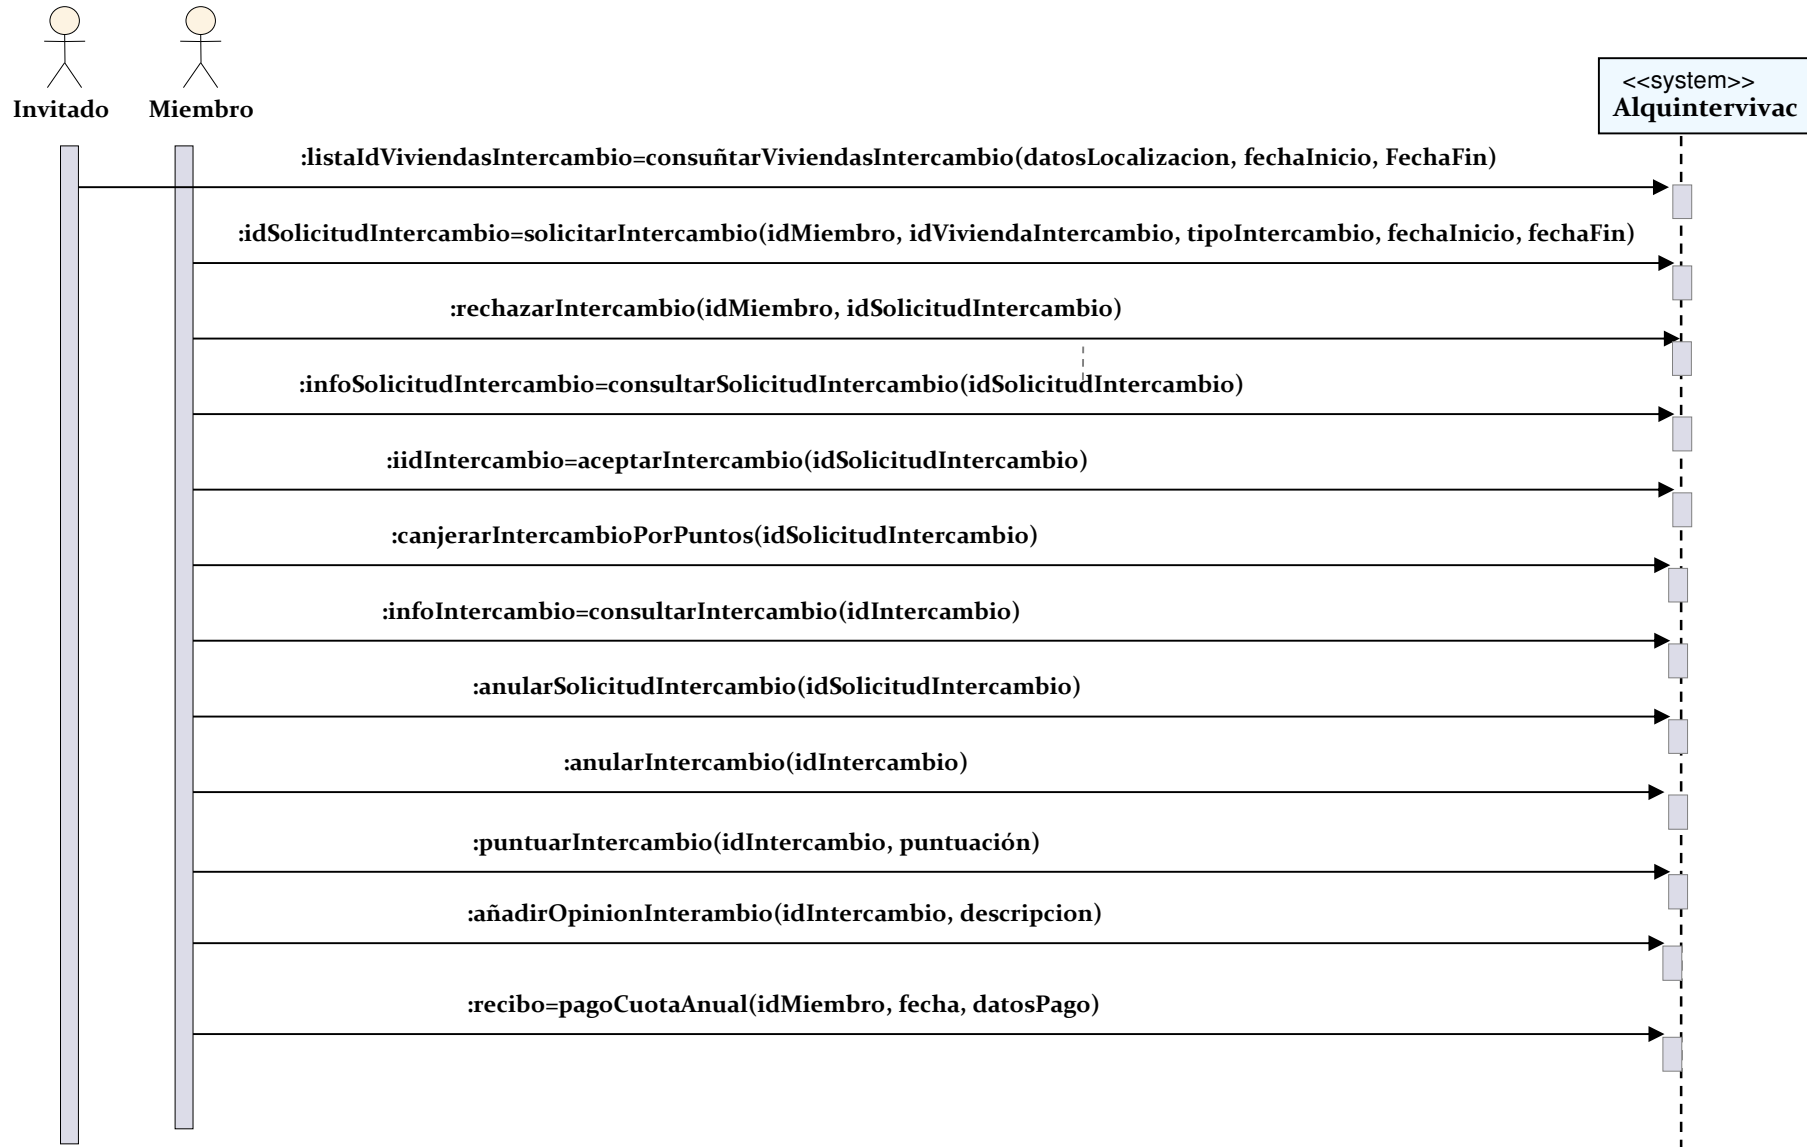 Invitado
Miembro
<<system>>
Alquintervivac
:listaIdViviendasIntercambio=consuñtarViviendasIntercambio(datosLocalizacion, fechaInicio, FechaFin)
:idSolicitudIntercambio=solicitarIntercambio(idMiembro, idViviendaIntercambio, tipoIntercambio, fechaInicio, fechaFin)
:rechazarIntercambio(idMiembro, idSolicitudIntercambio)
:infoSolicitudIntercambio=consultarSolicitudIntercambio(idSolicitudIntercambio)
:iidIntercambio=aceptarIntercambio(idSolicitudIntercambio)
:canjerarIntercambioPorPuntos(idSolicitudIntercambio)
:infoIntercambio=consultarIntercambio(idIntercambio)
:anularSolicitudIntercambio(idSolicitudIntercambio)
:anularIntercambio(idIntercambio)
:puntuarIntercambio(idIntercambio, puntuación)
:añadirOpinionInterambio(idIntercambio, descripcion)
:recibo=pagoCuotaAnual(idMiembro, fecha, datosPago)